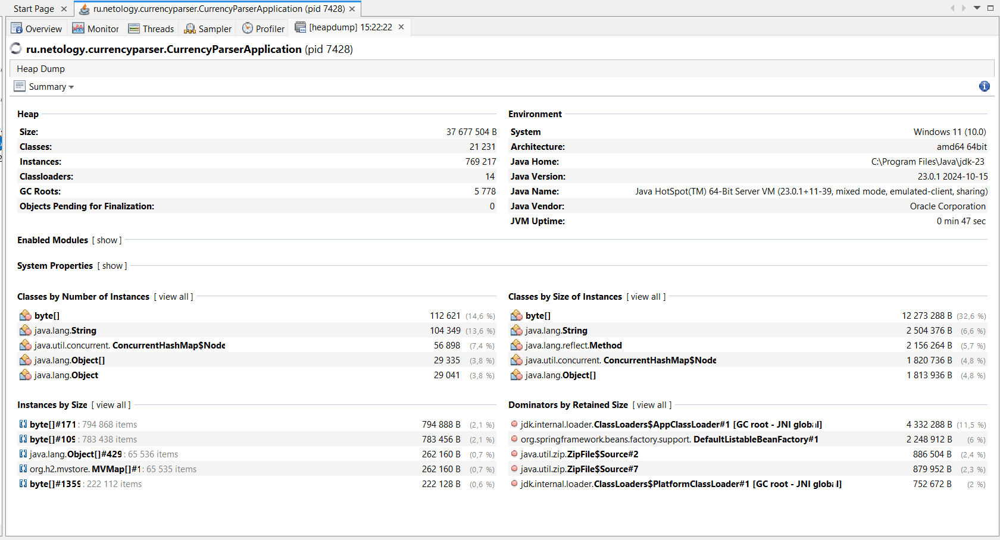 Start Page
ru.netology.currencyparser.CurrencyParserApplication (pid 7428)
Overview Monitor Threads Sampler Profiler [heapdump] 15:22:22
ru.netology.currencyparser.CurrencyParserApplication (pid 7428)
Heap Dump
Summary
Heap
Size: 37 677 504 B
Classes: 21 231
Instances: 769 217
Classloaders: 14
GC Roots: 5 778
Objects Pending for Finalization: 0
Environment
System Windows 11 (10.0)
Architecture: amd64 64bit
Java Home: C:\Program Files\Java\jdk-23
Java Version: 23.0.1 2024-10-15
Java Name: Java HotSpot(TM) 64-Bit Server VM (23.0.1+11-39, mixed mode, emulated-client, sharing)
Java Vendor: Oracle Corporation
JVM Uptime: 0 min 47 sec
Enabled Modules [ show ]
System Properties [ show ]
Classes by Number of Instances [ view all ]
byte[] 112 621 (14,6 %)
java.lang.String 104 349 (13,6 %)
java.util.concurrent. ConcurrentHashMap$Node 56 898 (7,4 %)
java.lang.Object[] 29 335 (3,8 %)
java.lang.Object 29 041 (3,8 %)
Classes by Size of Instances [ view all ]
byte[] 12 273 288 B (32,6 %)
java.lang.String 2 504 376 B (6,6 %)
java.lang.reflect.Method 2 156 264 B (5,7 %)
java.util.concurrent. ConcurrentHashMap$Node 1 820 736 B (4,8 %)
java.lang.Object[] 1 813 936 B (4,8 %)
Instances by Size [ view all ]
byte[]#171 : 794 868 items 794 888 B (2,1 %)
byte[]#109 : 783 438 items 783 456 B (2,1 %)
java.lang.Object[]#429 : 65 536 items 262 160 B (0,7 %)
org.h2.mvstore. MVMap[]#1 : 65 535 items 262 160 B (0,7 %)
byte[]#1359 : 222 112 items 222 128 B (0,6 %)
Dominators by Retained Size [ view all ]
jdk.internal.loader.ClassLoaders$AppClassLoader#1 [GC root - JNI global] 4 332 288 B (11,5 %)
org.springframework.beans.factory.support. DefaultListableBeanFactory#1 2 248 912 B (6 %)
java.util.zip.ZipFile$Source#2 886 504 B (2,4 %)
java.util.zip.ZipFile$Source#7 879 952 B (2,3 %)
jdk.internal.loader.ClassLoaders$PlatformClassLoader#1 [GC root - JNI global] 752 672 B (2 %)